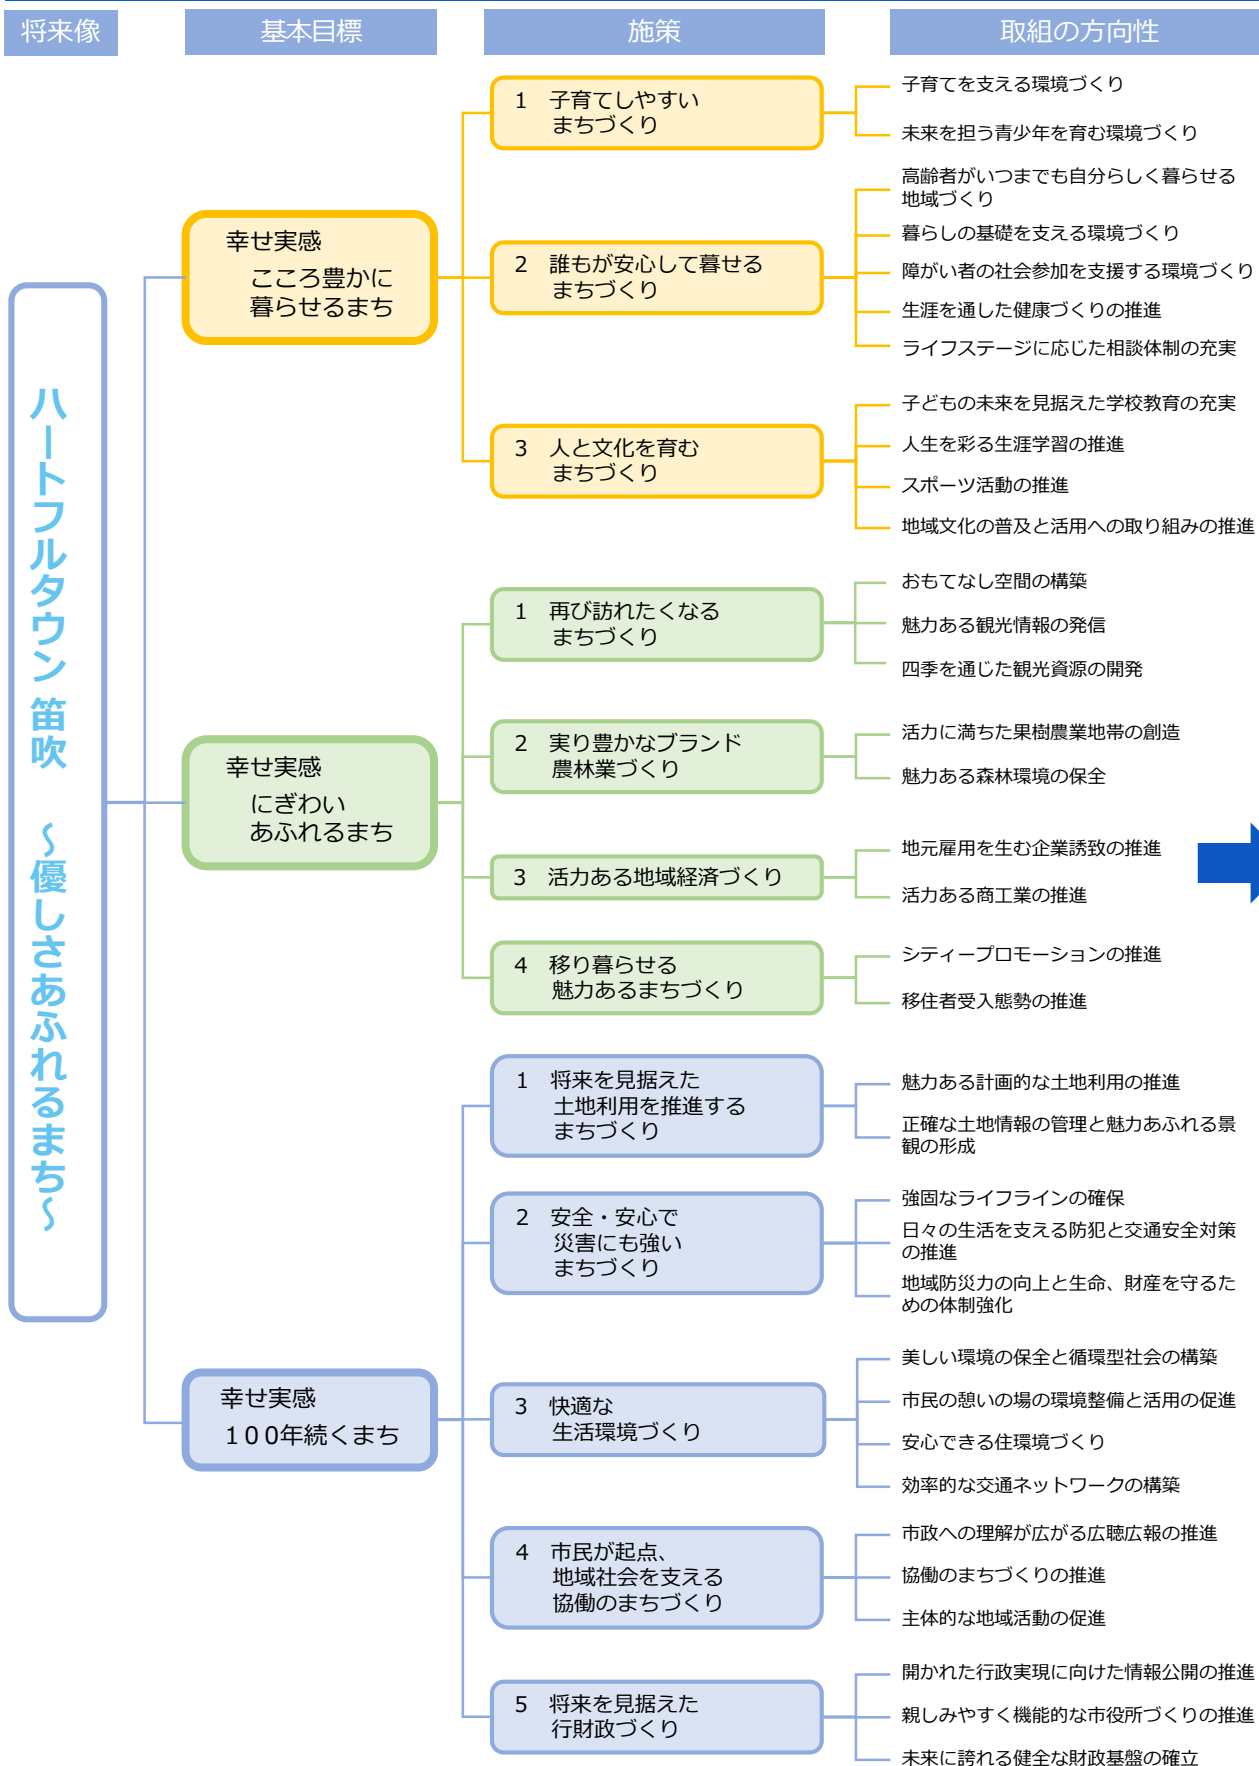 将来像
基本目標
施策
取組の方向性
ハートフルタウン 笛吹 ～優しさあふれるまち～
幸せ実感
こころ豊かに
暮らせるまち
1 子育てしやすい
まちづくり
子育てを支える環境づくり
未来を担う青少年を育む環境づくり
2 誰もが安心して暮せる
まちづくり
高齢者がいつまでも自分らしく暮らせる
地域づくり
暮らしの基礎を支える環境づくり
障がい者の社会参加を支援する環境づくり
生涯を通した健康づくりの推進
ライフステージに応じた相談体制の充実
3 人と文化を育む
まちづくり
子どもの未来を見据えた学校教育の充実
人生を彩る生涯学習の推進
スポーツ活動の推進
地域文化の普及と活用への取り組みの推進
幸せ実感
にぎわい
あふれるまち
1 再び訪れたくなる
まちづくり
おもてなし空間の構築
魅力ある観光情報の発信
四季を通じた観光資源の開発
2 実り豊かなブランド
農林業づくり
活力に満ちた果樹農業地帯の創造
魅力ある森林環境の保全
3 活力ある地域経済づくり
地元雇用を生む企業誘致の推進
活力ある商工業の推進
4 移り暮らせる
魅力あるまちづくり
シティープロモーションの推進
移住者受入態勢の推進
幸せ実感
１００年続くまち
1 将来を見据えた
土地利用を推進する
まちづくり
魅力ある計画的な土地利用の推進
正確な土地情報の管理と魅力あふれる景
観の形成
2 安全・安心で
災害にも強い
まちづくり
強固なライフラインの確保
日々の生活を支える防犯と交通安全対策
の推進
地域防災力の向上と生命、財産を守るた
めの体制強化
3 快適な
生活環境づくり
美しい環境の保全と循環型社会の構築
市民の憩いの場の環境整備と活用の促進
安心できる住環境づくり
効率的な交通ネットワークの構築
4 市民が起点、
地域社会を支える
協働のまちづくり
市政への理解が広がる広聴広報の推進
協働のまちづくりの推進
主体的な地域活動の促進
5 将来を見据えた
行財政づくり
開かれた行政実現に向けた情報公開の推進
親しみやすく機能的な市役所づくりの推進
未来に誇れる健全な財政基盤の確立